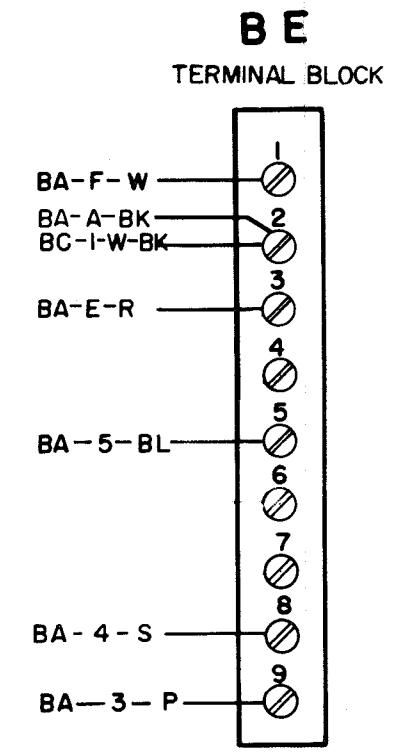 B E
TERMINAL BLOCK
1
BA-F-W
BA-A-BK
2
BC-1-W-BK
3
BA-E-R
4
5
BA-5-BL
6
7
8
BA-4-S
9
BA-3-P